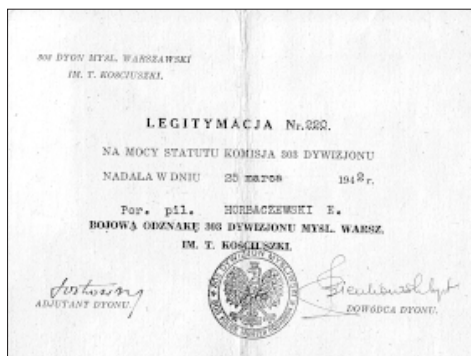 303 DYON MYSL. WARSZAWSKI
IM. T. KOSCIUSZKI.
LEGITYMACJA Nr.220.
NA MOCY STATUTU KOMISJA 303 DYWIZJONU
NADAŁA W DNIU 25 marca 1942 r.
Por. pil. HORBACZEWSKI E.
BOJOWĄ ODZNAKĘ 303 DYWIZJONU MYSL. WARSZ.
IM. T. KOSCIUSZKI.
ADJUTANT DYONU.
DOWÓDCA DYONU.